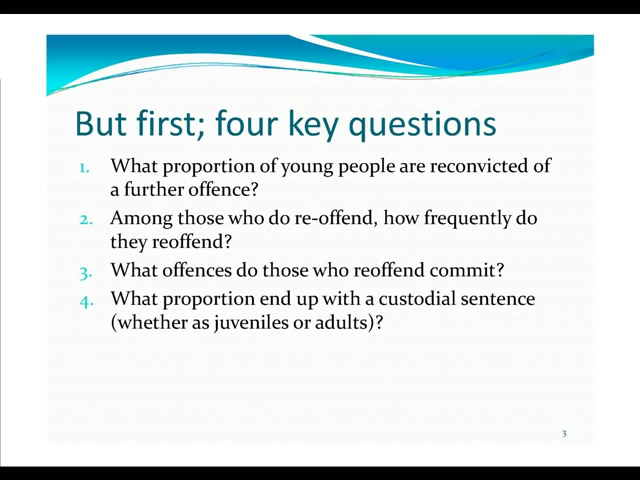 But first; four key questions
1. What proportion of young people are reconvicted of
a further offence?
2. Among those who do re-offend, how frequently do
they reoffend?
3. What offences do those who reoffend commit?
4. What proportion end up with a custodial sentence
(whether as juveniles or adults)?
3